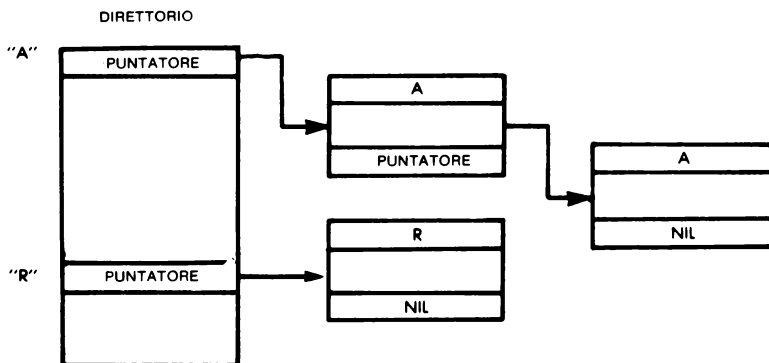 DIRETTORIO
"A"
PUNTATORE
A
PUNTATORE
A
NIL
"R"
PUNTATORE
R
NIL